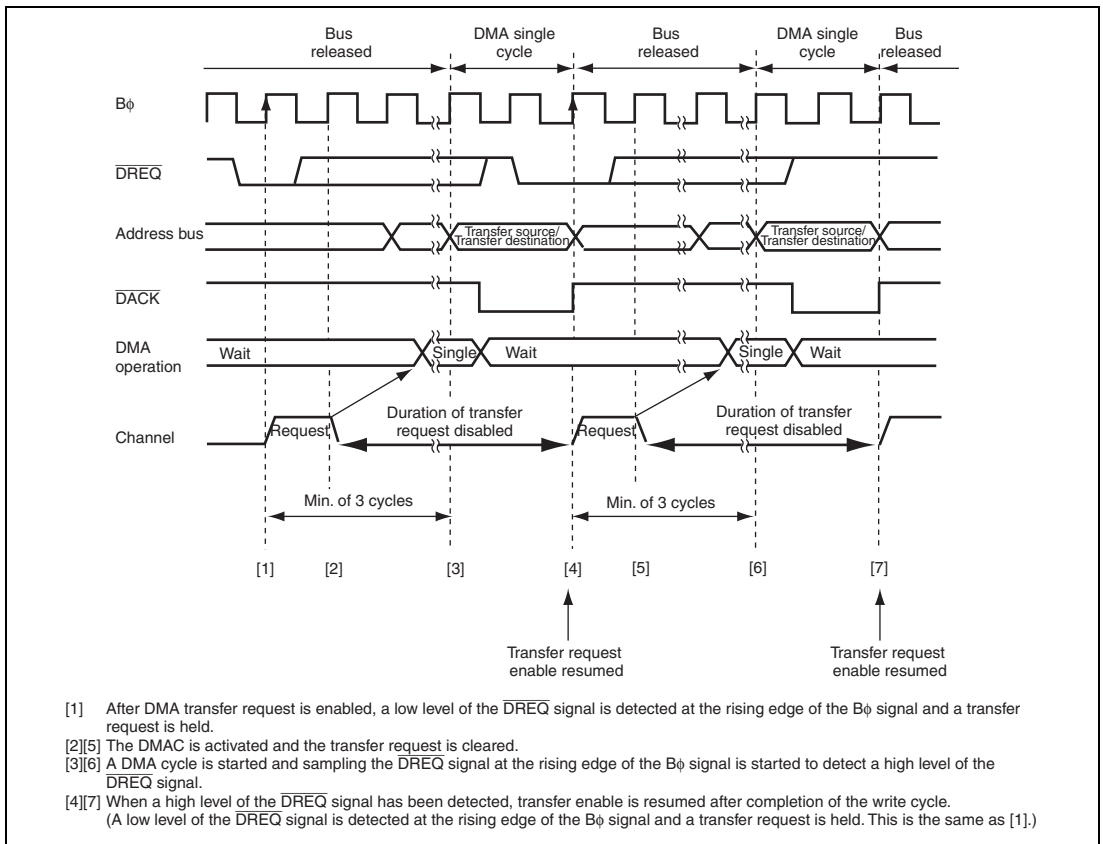 Bus released
DMA single cycle
Bus released
DMA single cycle
Bus released
Bφ
DREQ
Address bus
Transfer source/
Transfer destination
Transfer source/
Transfer destination
DACK
DMA operation
Wait
Single
Wait
Single
Wait
Channel
Request
Duration of transfer request disabled
Request
Duration of transfer request disabled
Min. of 3 cycles
Min. of 3 cycles
[1] [2] [3] [4] [5] [6] [7]
Transfer request enable resumed
Transfer request enable resumed
[1] After DMA transfer request is enabled, a low level of the DREQ signal is detected at the rising edge of the Bφ signal and a transfer
request is held.
[2][5] The DMAC is activated and the transfer request is cleared.
[3][6] A DMA cycle is started and sampling the DREQ signal at the rising edge of the Bφ signal is started to detect a high level of the
DREQ signal.
[4][7] When a high level of the DREQ signal has been detected, transfer enable is resumed after completion of the write cycle.
(A low level of the DREQ signal is detected at the rising edge of the Bφ signal and a transfer request is held. This is the same as [1].)